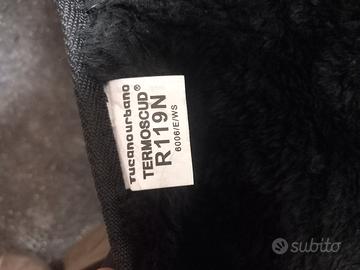 Tucanourbano
TERMOSCUD®
R119N
6006/E/WS
subito